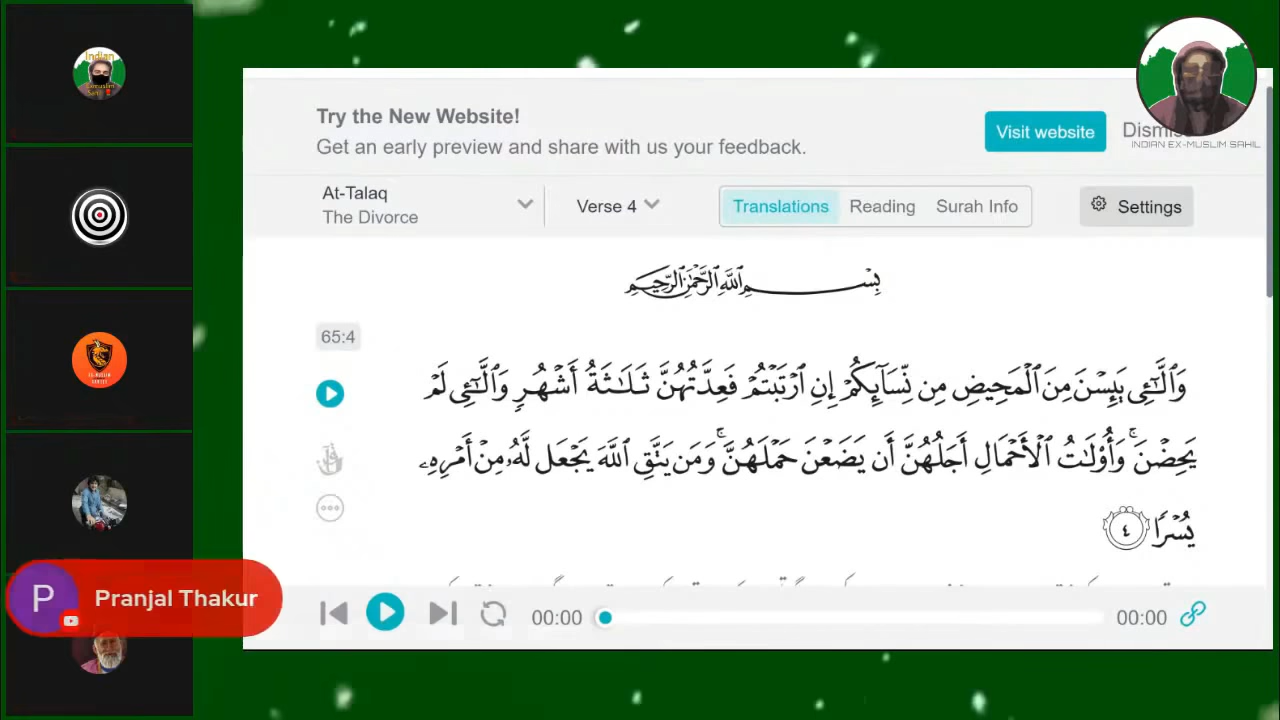 Indian
Try the New Website!
Get an early preview and share with us your feedback.
Visit website
INDIAN EX-MUSLIM SAHIL
At-Talaq
The Divorce
Verse 4
Translations
Reading
Surah Info
Settings
بِسْمِ ٱللَّهِ ٱلرَّحْمَٰنِ ٱلرَّحِيمِ
65:4
وَٱلَّـٰٓـِٔى يَئِسْنَ مِنَ ٱلْمَحِيضِ مِن نِّسَآئِكُمْ إِنِ ٱرْتَبْتُمْ فَعِدَّتُهُنَّ ثَلَـٰثَةُ أَشْهُرٍ وَٱلَّـٰٓـِٔى لَمْ
يَحِضْنَ ۚ وَأُو۟لَـٰتُ ٱلْأَحْمَالِ أَجَلُهُنَّ أَن يَضَعْنَ حَمْلَهُنَّ ۚ وَمَن يَتَّقِ ٱللَّهَ يَجْعَل لَّهُۥ مِنْ أَمْرِهِۦ
يُسْرًا ٤
P
Pranjal Thakur
00:00
00:00